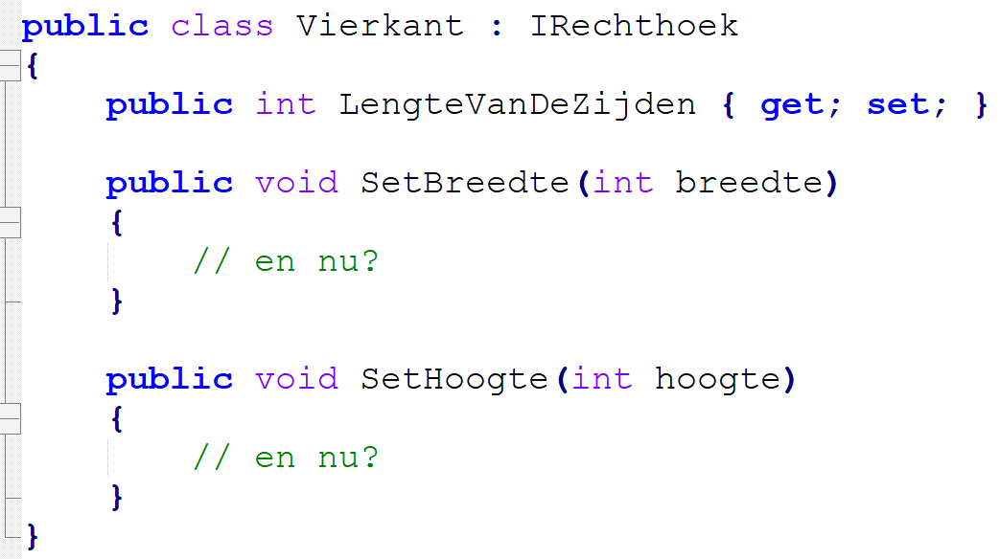 public class Vierkant : IRechthoek
{
    public int LengteVanDeZijden { get; set; }
    public void SetBreedte(int breedte)
    {
        // en nu?
    }
    public void SetHoogte(int hoogte)
    {
        // en nu?
    }
}